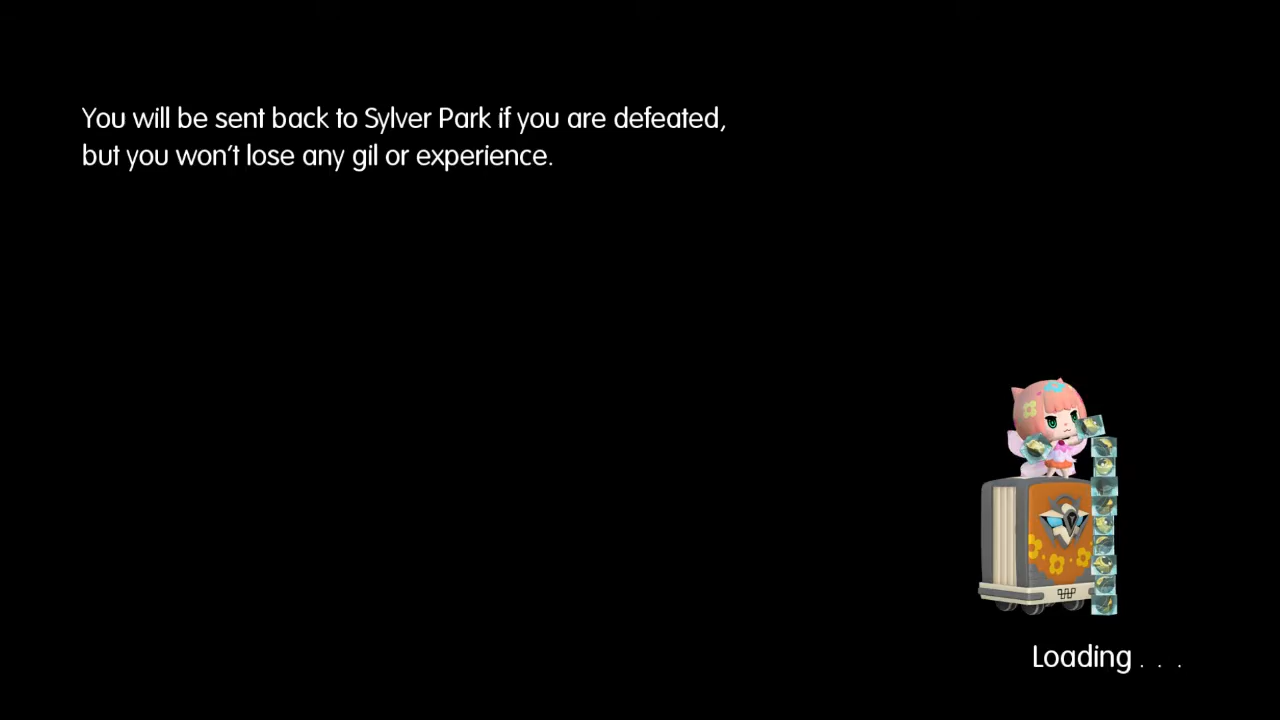 You will be sent back to Sylver Park if you are defeated,
but you won't lose any gil or experience.
Loading . . .